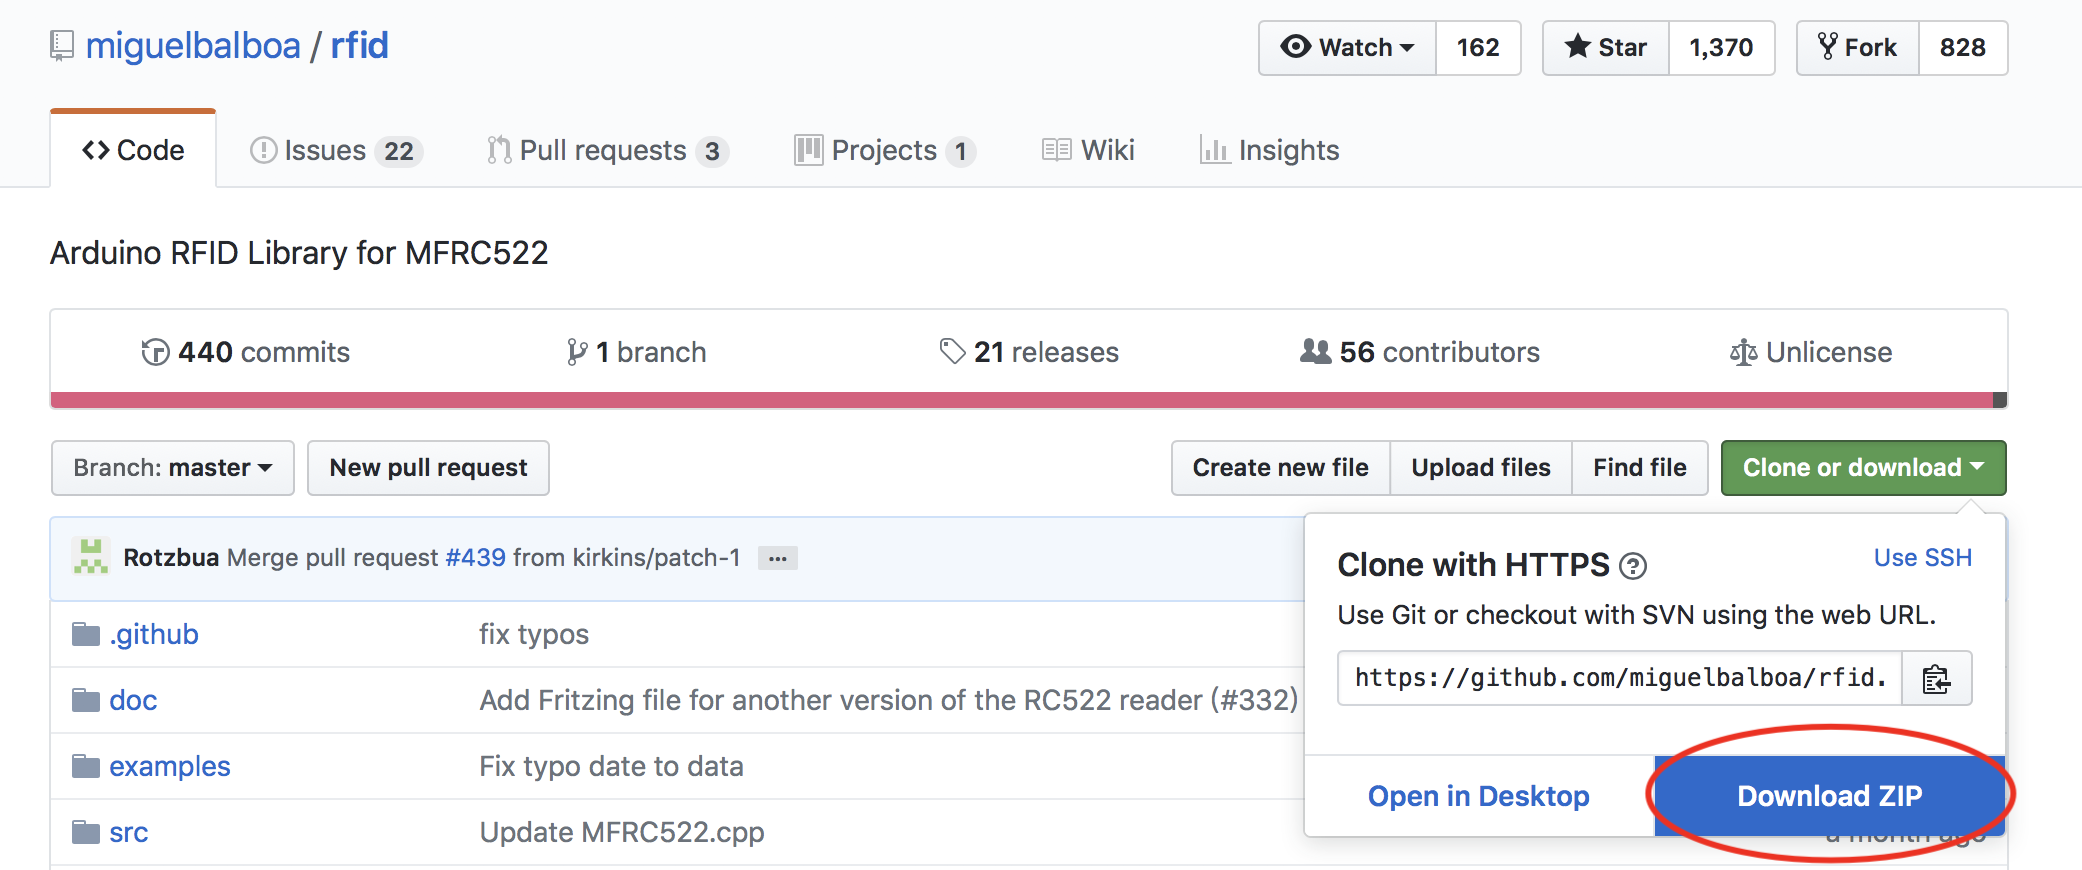 miguelbalboa / rfid
Watch 162 Star 1,370 Fork 828
Code Issues 22 Pull requests 3 Projects 1 Wiki Insights
Arduino RFID Library for MFRC522
440 commits 1 branch 21 releases 56 contributors Unlicense
Branch: master New pull request Create new file Upload files Find file Clone or download
Rotzbua Merge pull request #439 from kirkins/patch-1 ...
Clone with HTTPS ? Use SSH
Use Git or checkout with SVN using the web URL.
https://github.com/miguelbalboa/rfid.
Open in Desktop Download ZIP
.github fix typos
doc Add Fritzing file for another version of the RC522 reader (#332)
examples Fix typo date to data
src Update MFRC522.cpp a month ago